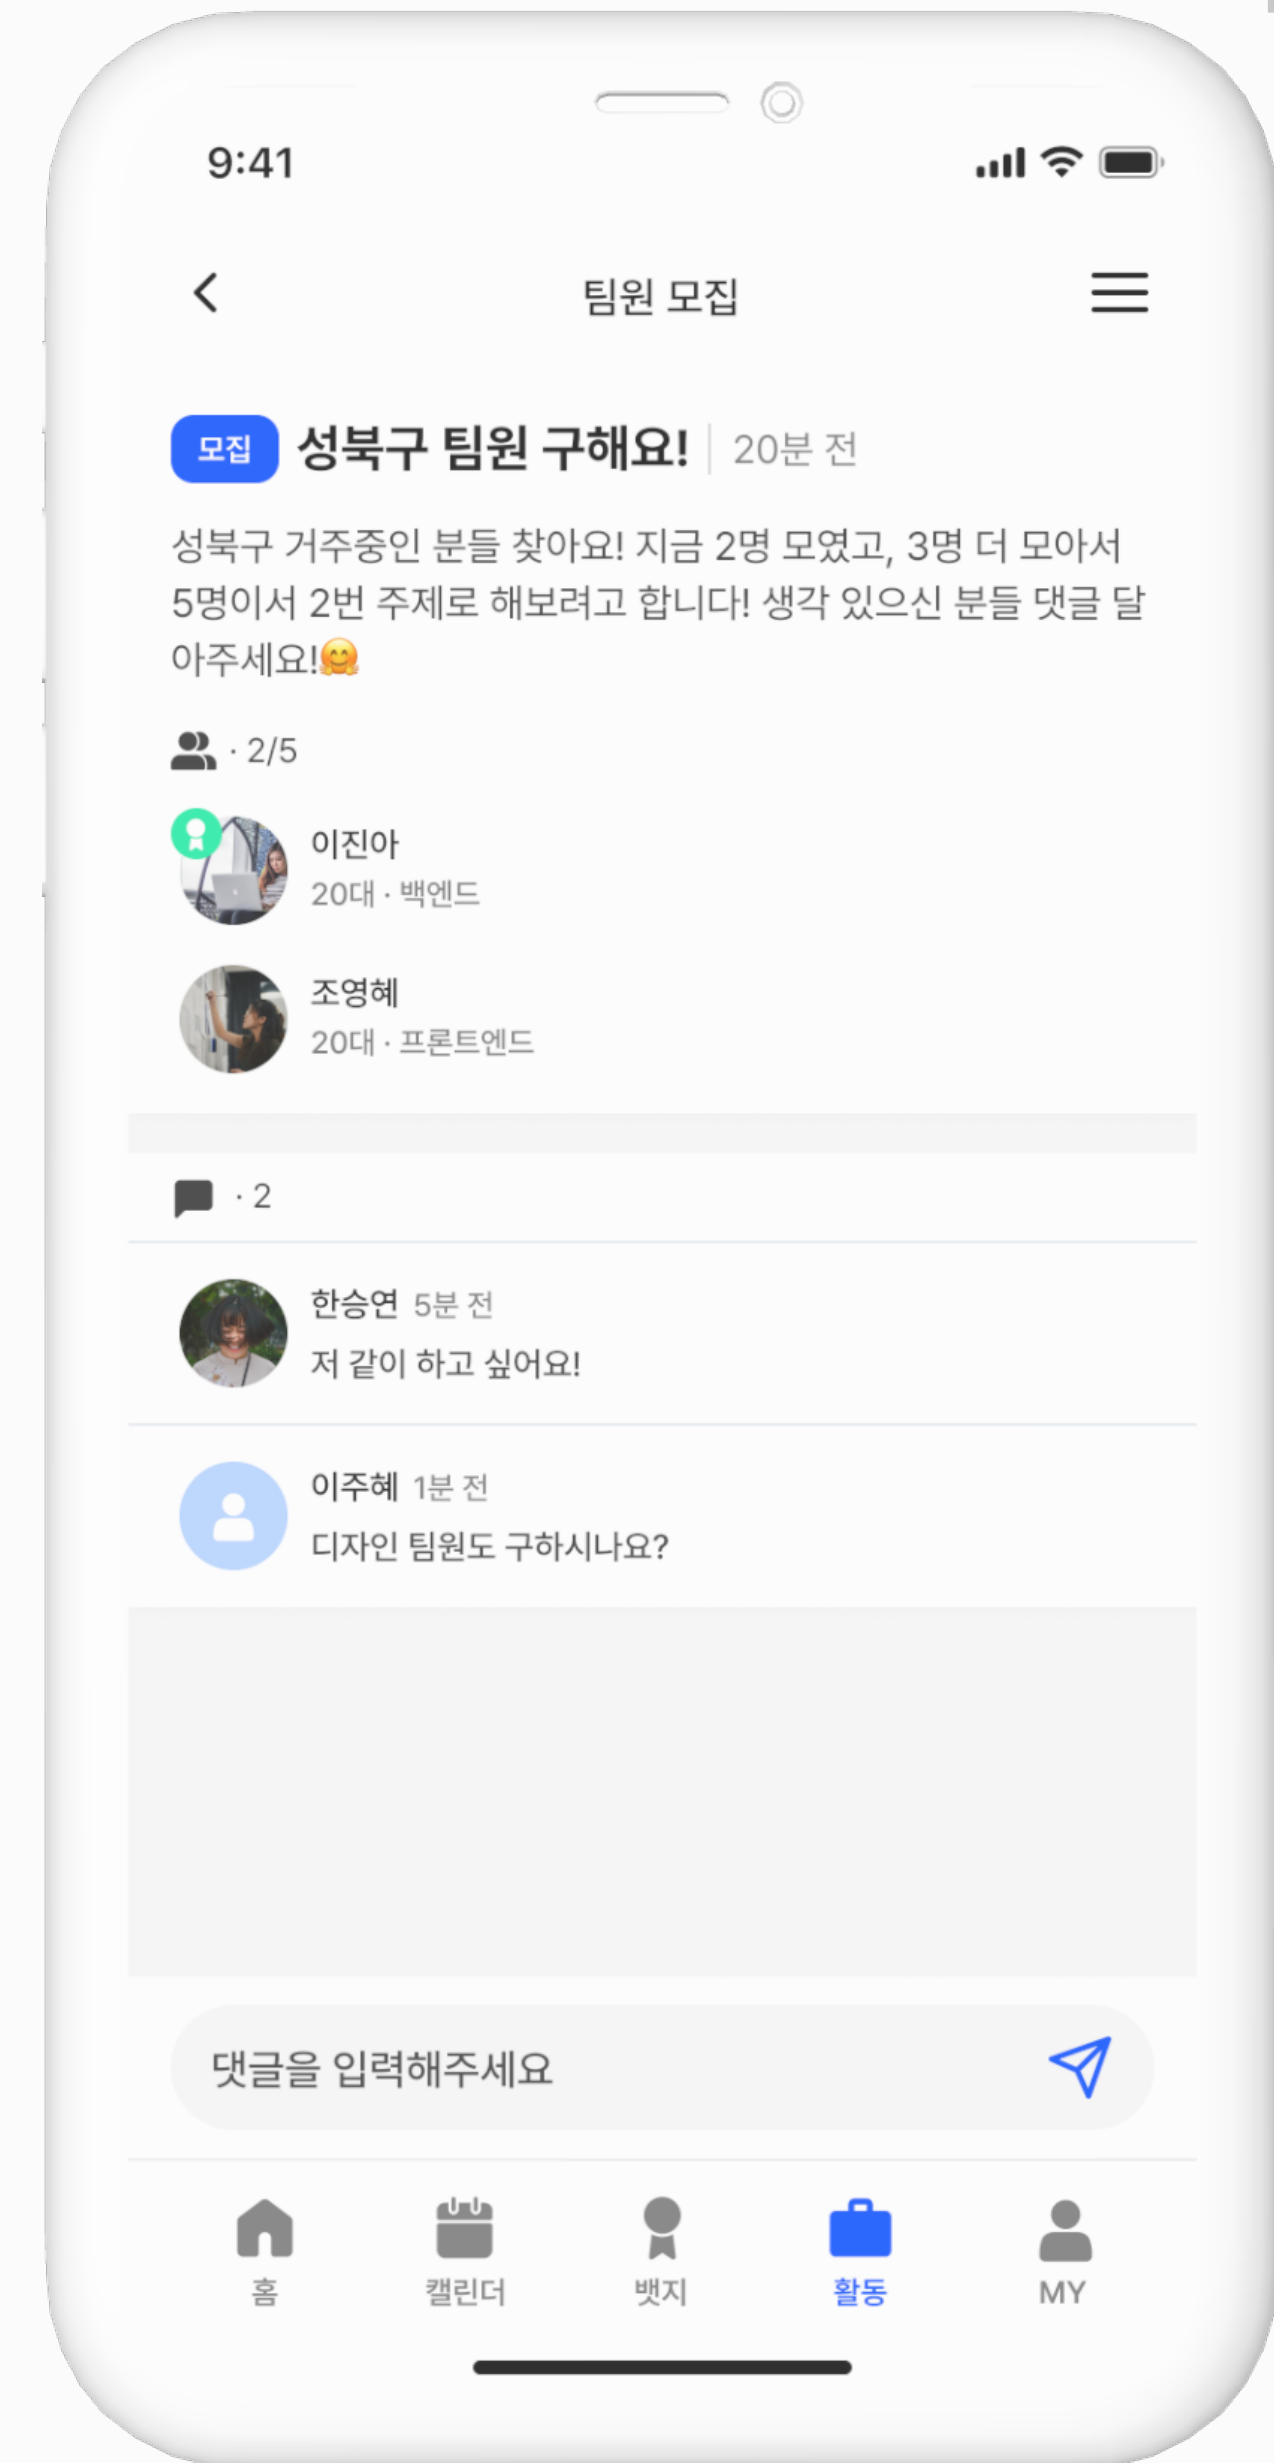 9:41
팀원 모집
모집 성북구 팀원 구해요! 20분 전
성북구 거주중인 분들 찾아요! 지금 2명 모였고, 3명 더 모아서
5명이서 2번 주제로 해보려고 합니다! 생각 있으신 분들 댓글 달
아주세요!🤗
· 2/5
이진아
20대 · 백엔드
조영혜
20대 · 프론트엔드
· 2
한승연 5분 전
저 같이 하고 싶어요!
이주혜 1분 전
디자인 팀원도 구하시나요?
댓글을 입력해주세요
홈 캘린더 뱃지 활동 MY